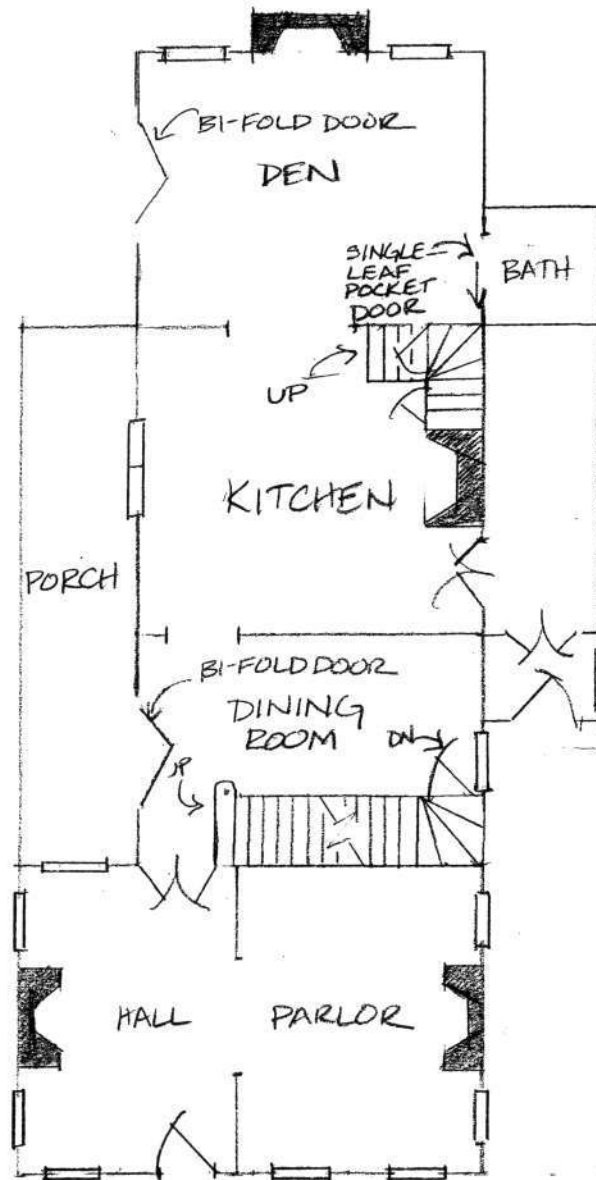 BI-FOLD DOOR
DEN
SINGLE-
LEAF
POCKET
DOOR
BATH
UP
KITCHEN
PORCH
BI-FOLD DOOR
DINING
ROOM
DN
UP
HALL
PARLOR